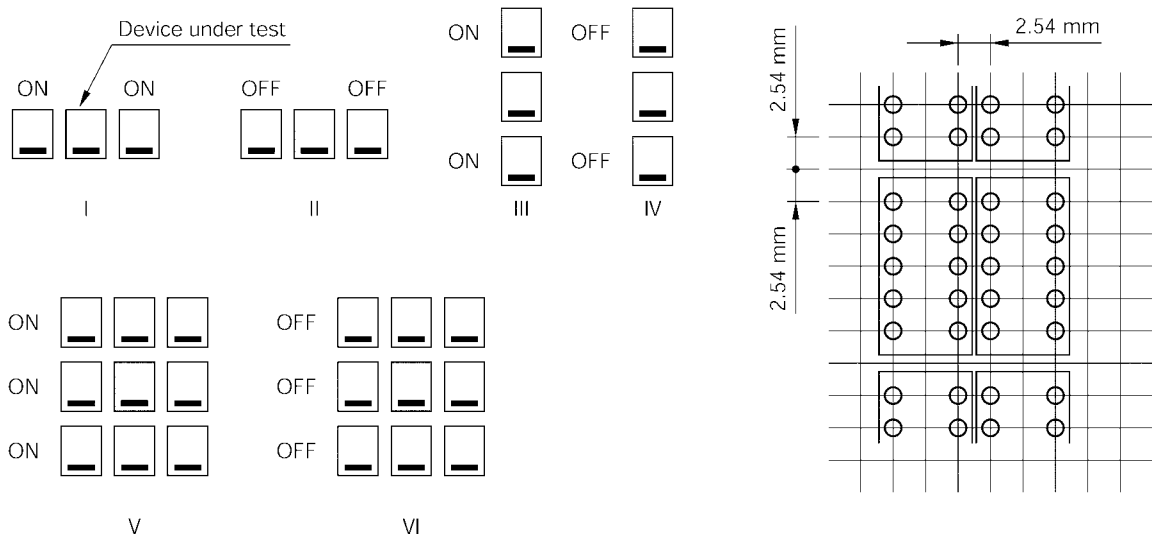 Device under test
ON ON
I
OFF OFF
II
ON
ON
III
OFF
OFF
IV
ON
ON
ON
V
OFF
OFF
OFF
VI
2.54 mm
2.54 mm
2.54 mm